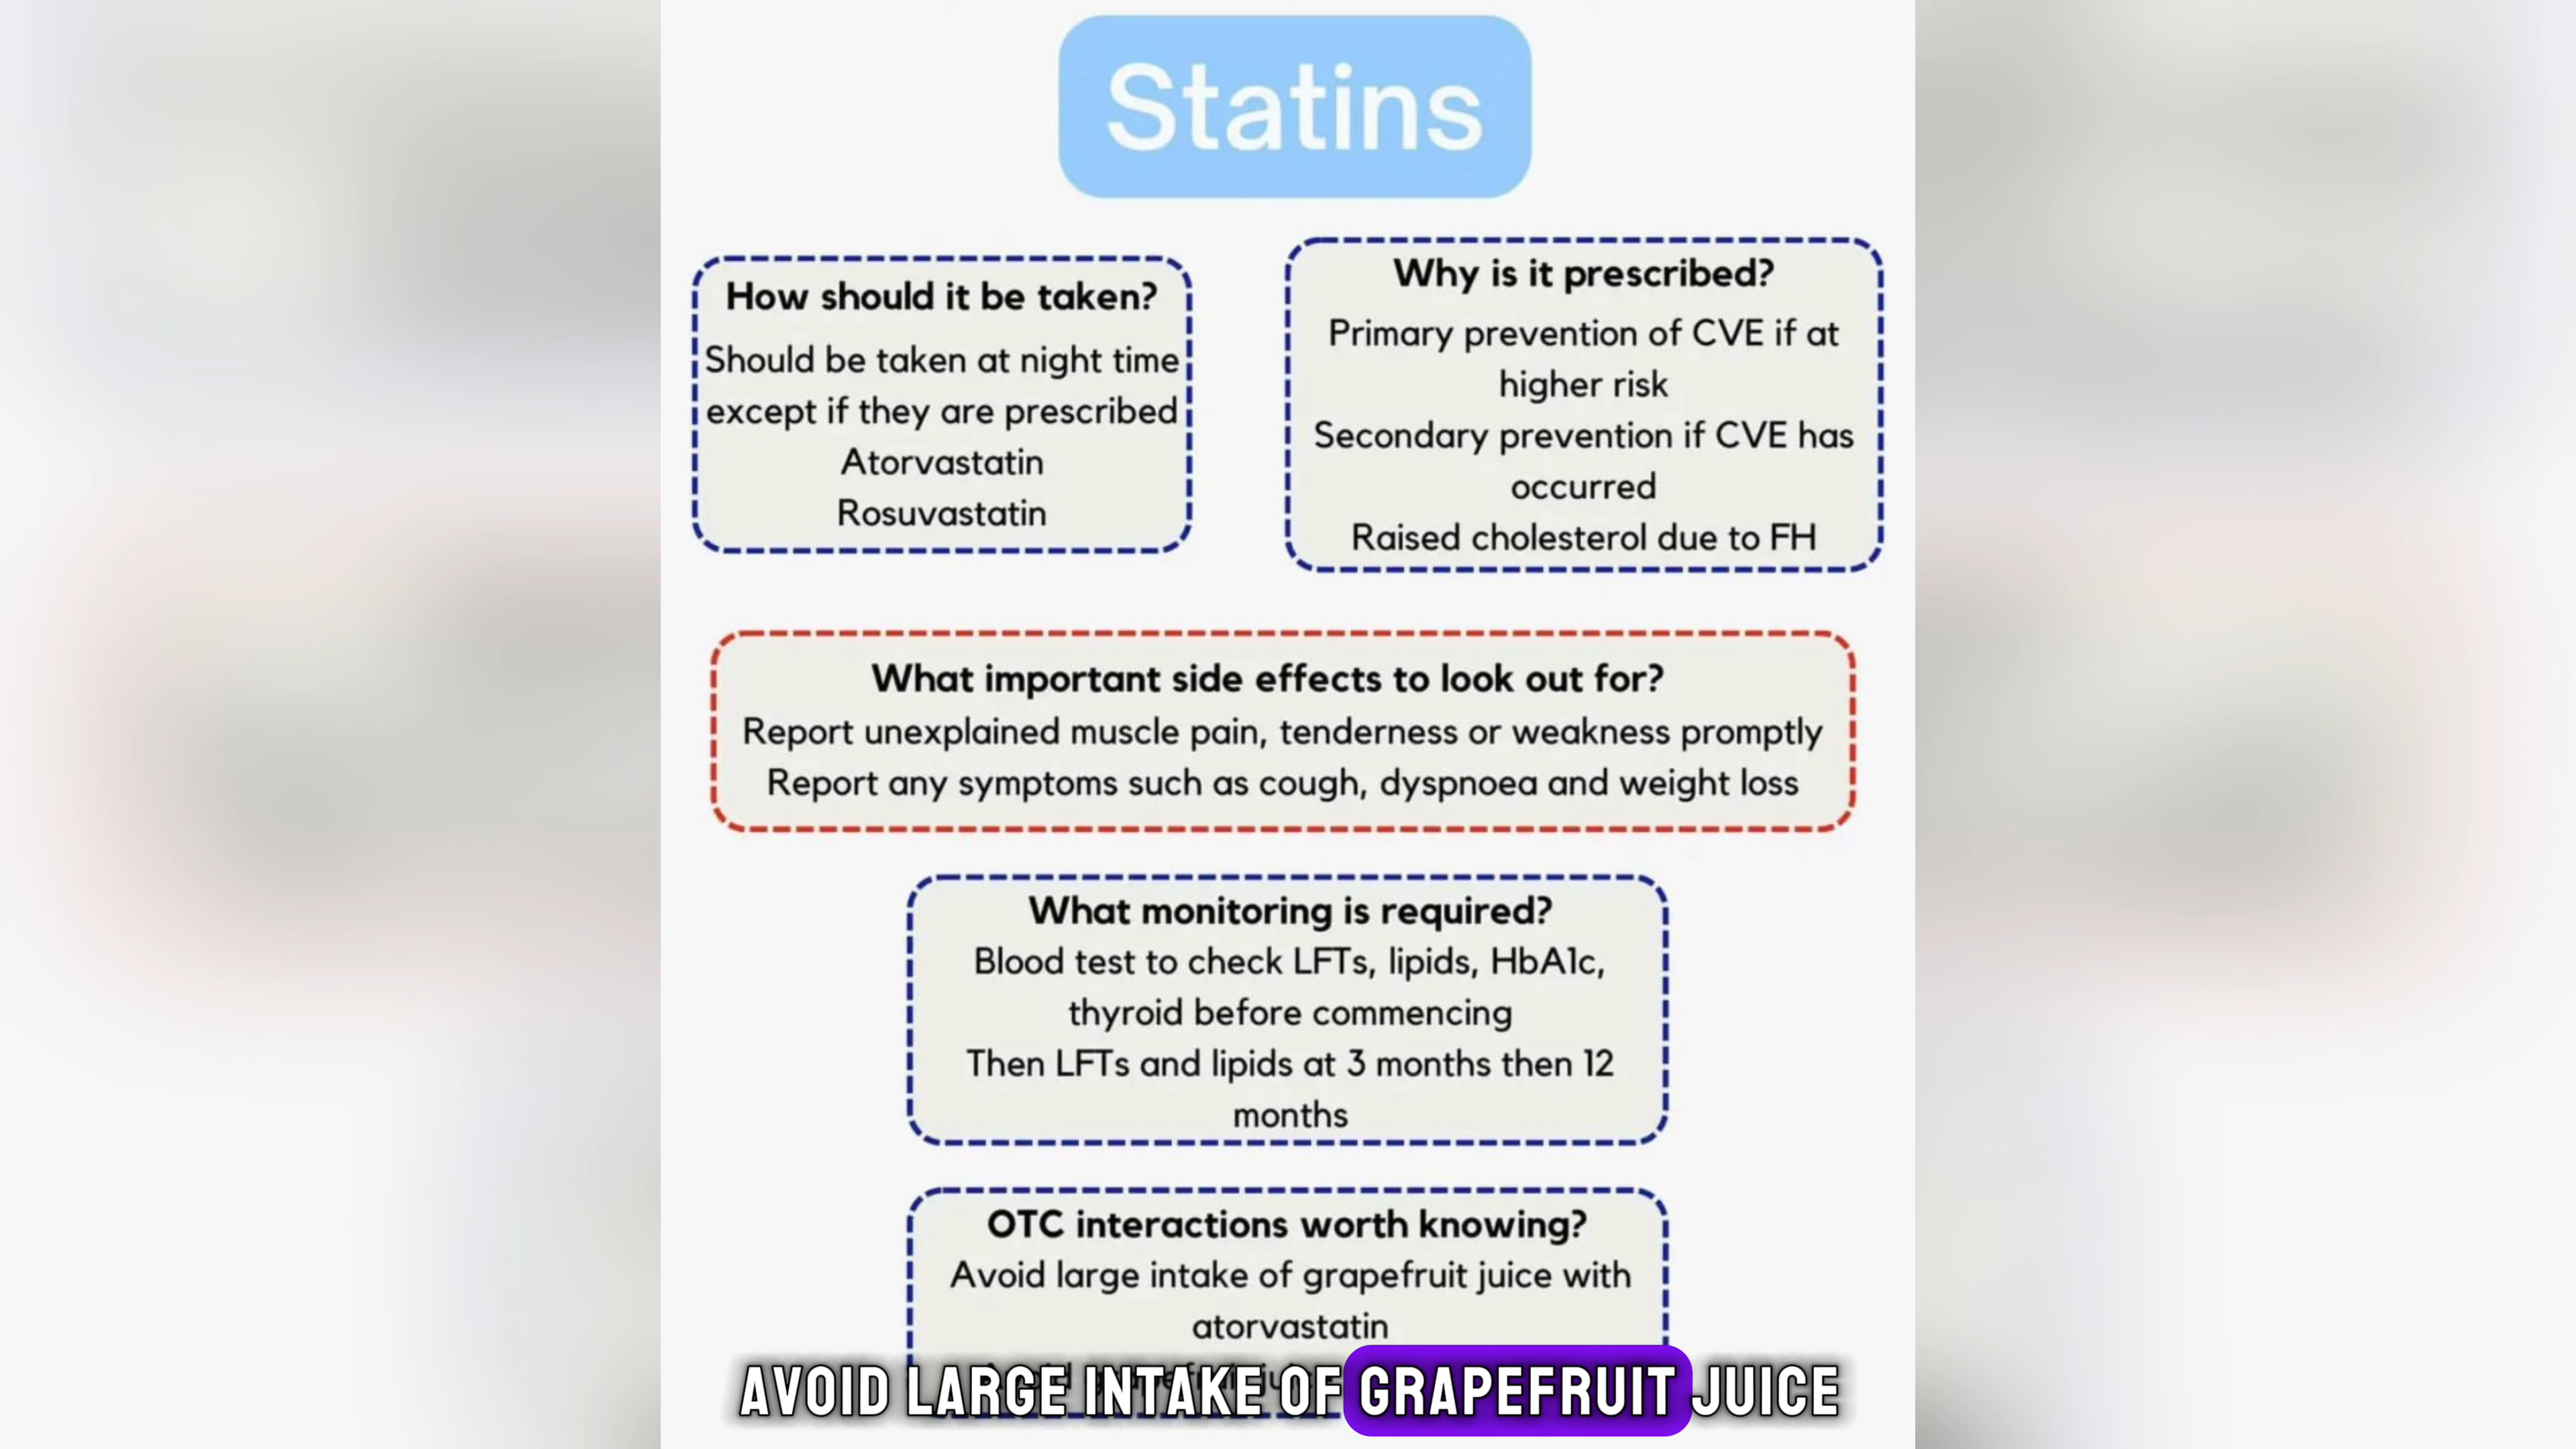 Statins
How should it be taken?
Should be taken at night time
except if they are prescribed
Atorvastatin
Rosuvastatin
Why is it prescribed?
Primary prevention of CVE if at
higher risk
Secondary prevention if CVE has
occurred
Raised cholesterol due to FH
What important side effects to look out for?
Report unexplained muscle pain, tenderness or weakness promptly
Report any symptoms such as cough, dyspnoea and weight loss
What monitoring is required?
Blood test to check LFTs, lipids, HbA1c,
thyroid before commencing
Then LFTs and lipids at 3 months then 12
months
OTC interactions worth knowing?
Avoid large intake of grapefruit juice with
atorvastatin
AVOID LARGE INTAKE OF GRAPEFRUIT JUICE